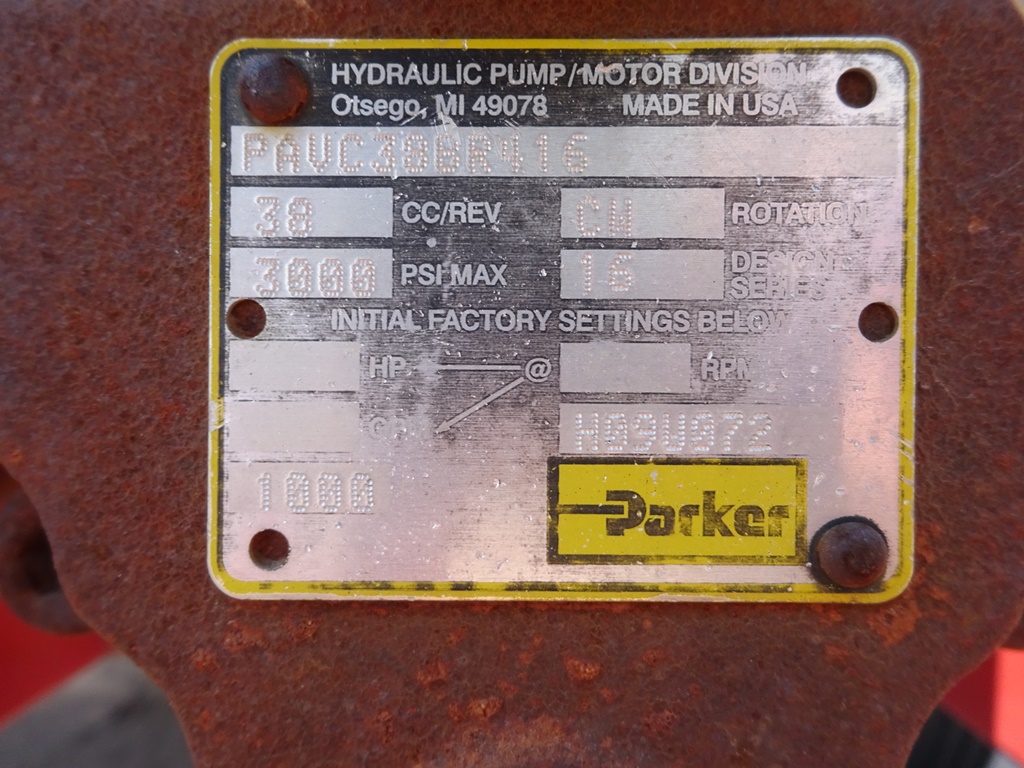 HYDRAULIC PUMP/MOTOR DIVISION
Otsego, MI 49078 MADE IN USA
PAVC38BR416
38 CC/REV CW ROTATION
3000 PSI MAX 16 DESIGN SERIES
INITIAL FACTORY SETTINGS BELOW
HP @ RPM
H09W072
1000
Parker